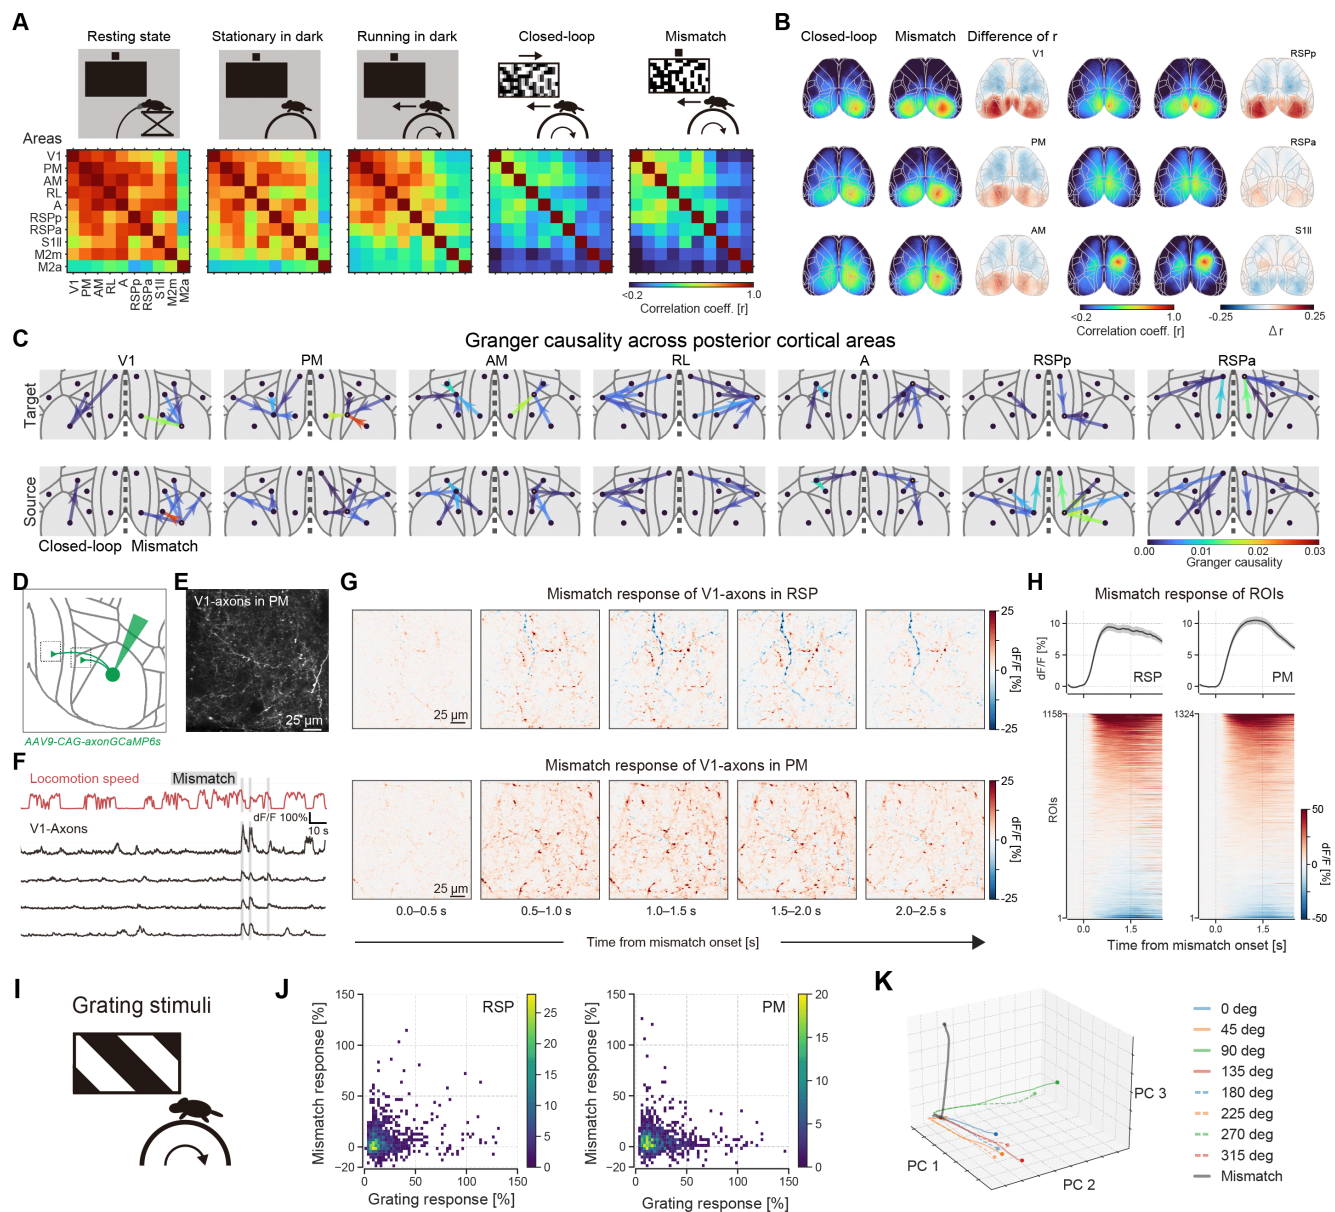 A
Resting state
Stationary in dark
Running in dark
Closed-loop
Mismatch
Areas
V1
PM
AM
RL
A
RSPp
RSPa
S1ll
M2m
M2a
V1
PM
AM
RL
A
RSPp
RSPa
S1ll
M2m
M2a
<0.2
1.0
Correlation coeff. [r]
B
Closed-loop
Mismatch
Difference of r
V1
RSPp
PM
RSPa
AM
S1ll
<0.2
1.0
Correlation coeff. [r]
-0.25
0.25
Δ r
C
Granger causality across posterior cortical areas
V1
PM
AM
RL
A
RSPp
RSPa
Target
Source
Closed-loop
Mismatch
0.00
0.01
0.02
0.03
Granger causality
D
AAV9-CAG-axonGCaMP6s
E
V1-axons in PM
25 µm
F
Locomotion speed
Mismatch
dF/F 100%
10 s
V1-Axons
G
Mismatch response of V1-axons in RSP
25 µm
25
0
-25
dF/F [%]
Mismatch response of V1-axons in PM
25 µm
25
0
-25
dF/F [%]
0.0–0.5 s
0.5–1.0 s
1.0–1.5 s
1.5–2.0 s
2.0–2.5 s
Time from mismatch onset [s]
H
Mismatch response of ROIs
10
5
0
dF/F [%]
RSP
10
5
0
PM
1158
1
ROIs
1324
1
0
1.5
0
1.5
Time from mismatch onset [s]
50
0
-50
dF/F [%]
I
Grating stimuli
J
150
100
50
0
−20
Mismatch response [%]
RSP
0
50
100
150
Grating response [%]
25
20
15
10
5
0
150
100
50
0
−20
Mismatch response [%]
PM
0
50
100
150
Grating response [%]
20
15
10
5
0
K
PC 1
PC 2
PC 3
0 deg
45 deg
90 deg
135 deg
180 deg
225 deg
270 deg
315 deg
Mismatch